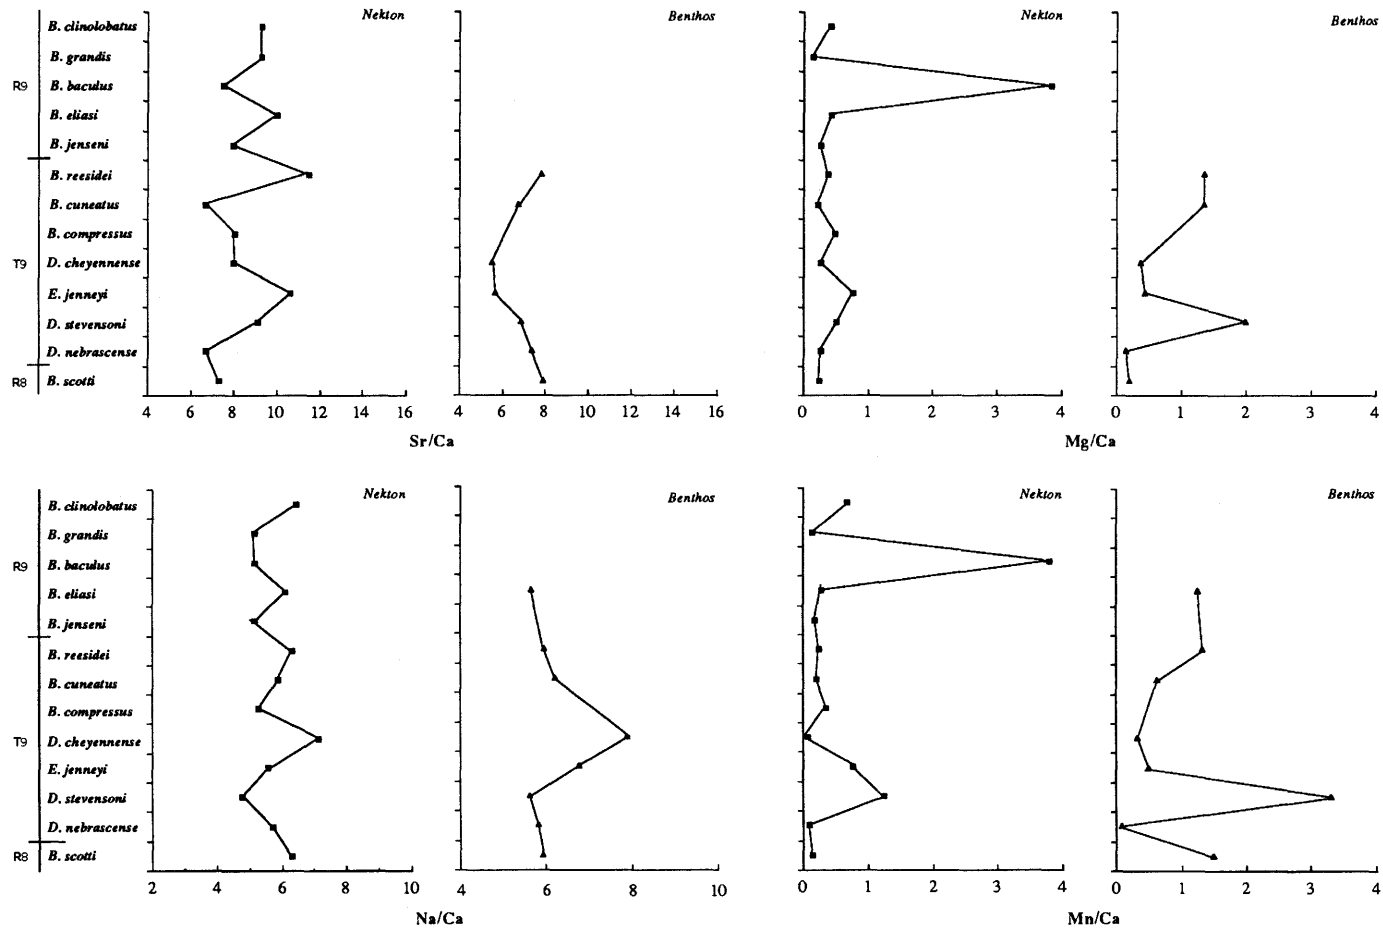 Nekton
Benthos
Nekton
Benthos
B. clinolobatus
B. grandis
R9
B. baculus
B. eliasi
B. jenseni
B. reesidei
B. cuneatus
B. compressus
T9
D. cheyennense
E. jenneyi
D. stevensoni
D. nebrascense
R8
B. scotti
4 6 8 10 12 14 16
4 6 8 10 12 14 16
0 1 2 3 4
0 1 2 3 4
Sr/Ca
Mg/Ca
Nekton
Benthos
Nekton
Benthos
B. clinolobatus
B. grandis
R9
B. baculus
B. eliasi
B. jenseni
B. reesidei
B. cuneatus
B. compressus
T9
D. cheyennense
E. jenneyi
D. stevensoni
D. nebrascense
R8
B. scotti
2 4 6 8 10
4 6 8 10
0 1 2 3 4
0 1 2 3 4
Na/Ca
Mn/Ca